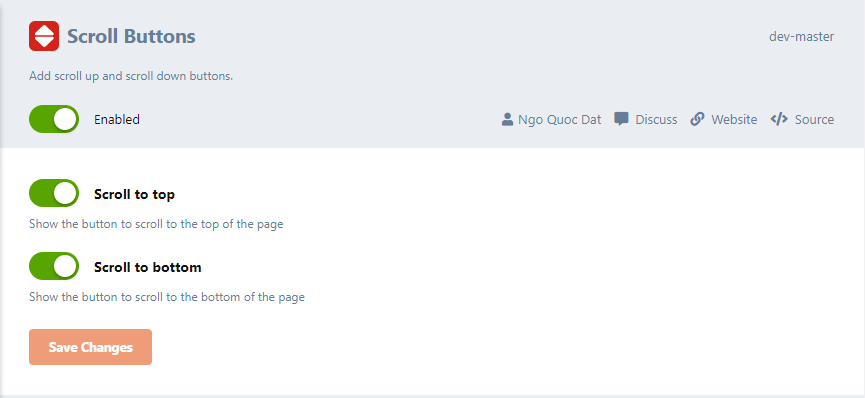 Scroll Buttons
dev-master
Add scroll up and scroll down buttons.
Enabled
Ngo Quoc Dat Discuss Website Source
Scroll to top
Show the button to scroll to the top of the page
Scroll to bottom
Show the button to scroll to the bottom of the page
Save Changes